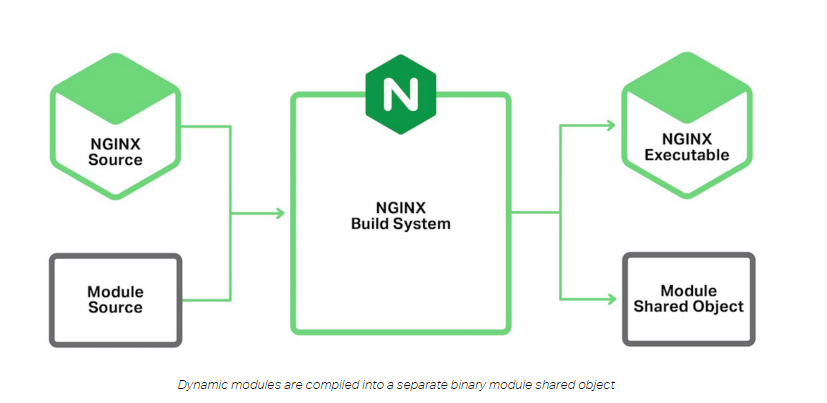 NGINX
Source
N
NGINX
Executable
NGINX
Build System
Module
Source
Module
Shared Object
Dynamic modules are compiled into a separate binary module shared object